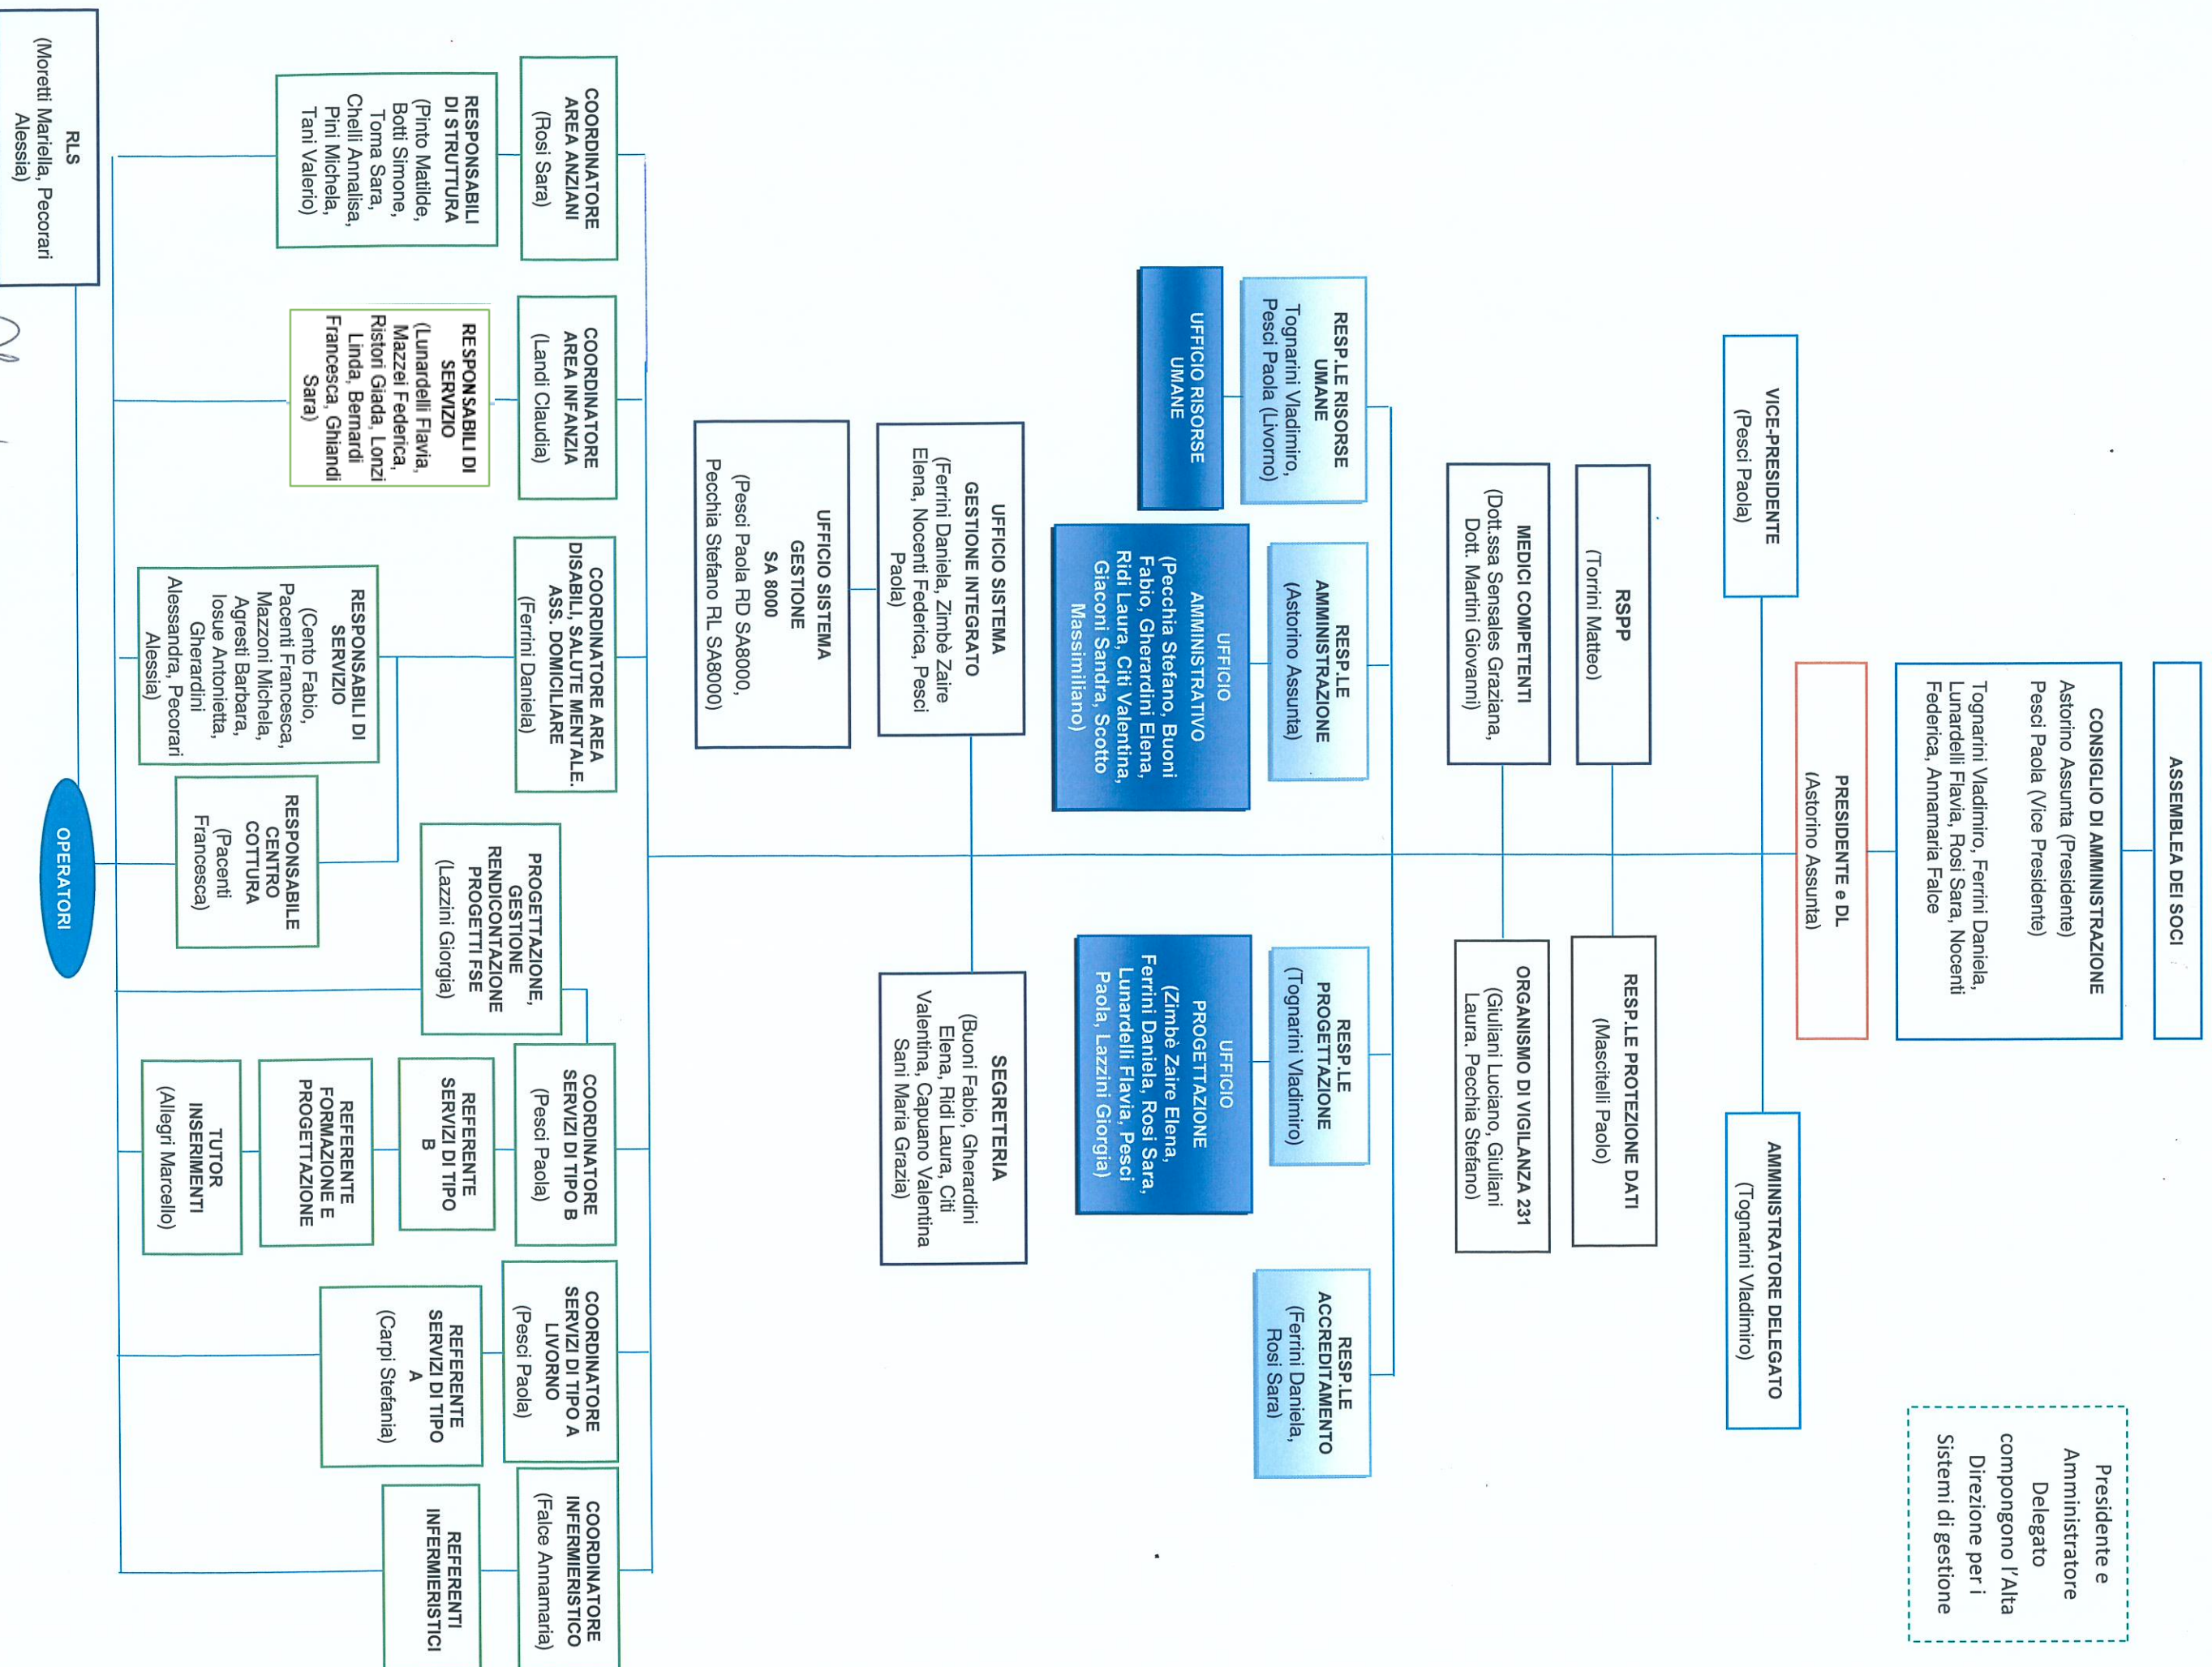 ASSEMBLEA DEI SOCI
CONSIGLIO DI AMMINISTRAZIONE
Astorino Assunta (Presidente)
Pesci Paola (Vice Presidente)
Tognarini Vladimiro, Ferrini Daniela,
Lunardelli Flavia, Rosi Sara, Nocenti
Federica, Annamaria Falce
Presidente e
Amministratore
Delegato
compongono l'Alta
Direzione per i
Sistemi di gestione
PRESIDENTE e DL
(Astorino Assunta)
VICE-PRESIDENTE
(Pesci Paola)
AMMINISTRATORE DELEGATO
(Tognarini Vladimiro)
RSPP
(Torrini Matteo)
RESP.LE PROTEZIONE DATI
(Mascitelli Paolo)
MEDICI COMPETENTI
(Dott.ssa Sensales Graziana,
Dott. Martini Giovanni)
ORGANISMO DI VIGILANZA 231
(Giuliani Luciano, Giuliani
Laura, Pecchia Stefano)
RESP.LE RISORSE
UMANE
Tognarini Vladimiro,
Pesci Paola (Livorno)
RESP.LE
AMMINISTRAZIONE
(Astorino Assunta)
RESP.LE
PROGETTAZIONE
(Tognarini Vladimiro)
RESP.LE
ACCREDITAMENTO
(Ferrini Daniela,
Rosi Sara)
UFFICIO RISORSE
UMANE
UFFICIO
AMMINISTRATIVO
(Pecchia Stefano, Buoni
Fabio, Gherardini Elena,
Ridi Laura, Citi Valentina,
Giaconi Sandra, Scotto
Massimiliano)
UFFICIO
PROGETTAZIONE
(Zimbè Zaire Elena,
Ferrini Daniela, Rosi Sara,
Lunardelli Flavia, Pesci
Paola, Lazzini Giorgia)
UFFICIO SISTEMA
GESTIONE INTEGRATO
(Ferrini Daniela, Zimbè Zaire
Elena, Nocenti Federica, Pesci
Paola)
SEGRETERIA
(Buoni Fabio, Gherardini
Elena, Ridi Laura, Citi
Valentina, Capuano Valentina
Sani Maria Grazia)
UFFICIO SISTEMA
GESTIONE
SA 8000
(Pesci Paola RD SA8000,
Pecchia Stefano RL SA8000)
COORDINATORE
AREA ANZIANI
(Rosi Sara)
COORDINATORE
AREA INFANZIA
(Landi Claudia)
COORDINATORE AREA
DISABILI, SALUTE MENTALE.
ASS. DOMICILIARE
(Ferrini Daniela)
PROGETTAZIONE,
GESTIONE
RENDICONTAZIONE
PROGETTI FSE
(Lazzini Giorgia)
COORDINATORE
SERVIZI DI TIPO B
(Pesci Paola)
COORDINATORE
SERVIZI DI TIPO A
LIVORNO
(Pesci Paola)
COORDINATORE
INFERMIERISTICO
(Falce Annamaria)
RESPONSABILI
DI STRUTTURA
(Pinto Matilde,
Botti Simone,
Toma Sara,
Chelli Annalisa,
Pini Michela,
Tani Valerio)
RESPONSABILI DI
SERVIZIO
(Lunardelli Flavia,
Mazzei Federica,
Ristori Giada, Lonzi
Linda, Bernardi
Francesca, Ghiandi
Sara)
RESPONSABILI DI
SERVIZIO
(Cento Fabio,
Pacenti Francesca,
Mazzoni Michela,
Agresti Barbara,
Iosue Antonietta,
Gherardini
Alessandra, Pecorari
Alessia)
RESPONSABILE
CENTRO
COTTURA
(Pacenti
Francesca)
REFERENTE
SERVIZI DI TIPO
B
REFERENTE
FORMAZIONE E
PROGETTAZIONE
TUTOR
INSERIMENTI
(Allegri Marcello)
REFERENTE
SERVIZI DI TIPO
A
(Carpi Stefania)
REFERENTI
INFERMIERISTICI
RLS
(Moretti Mariella, Pecorari
Alessia)
OPERATORI